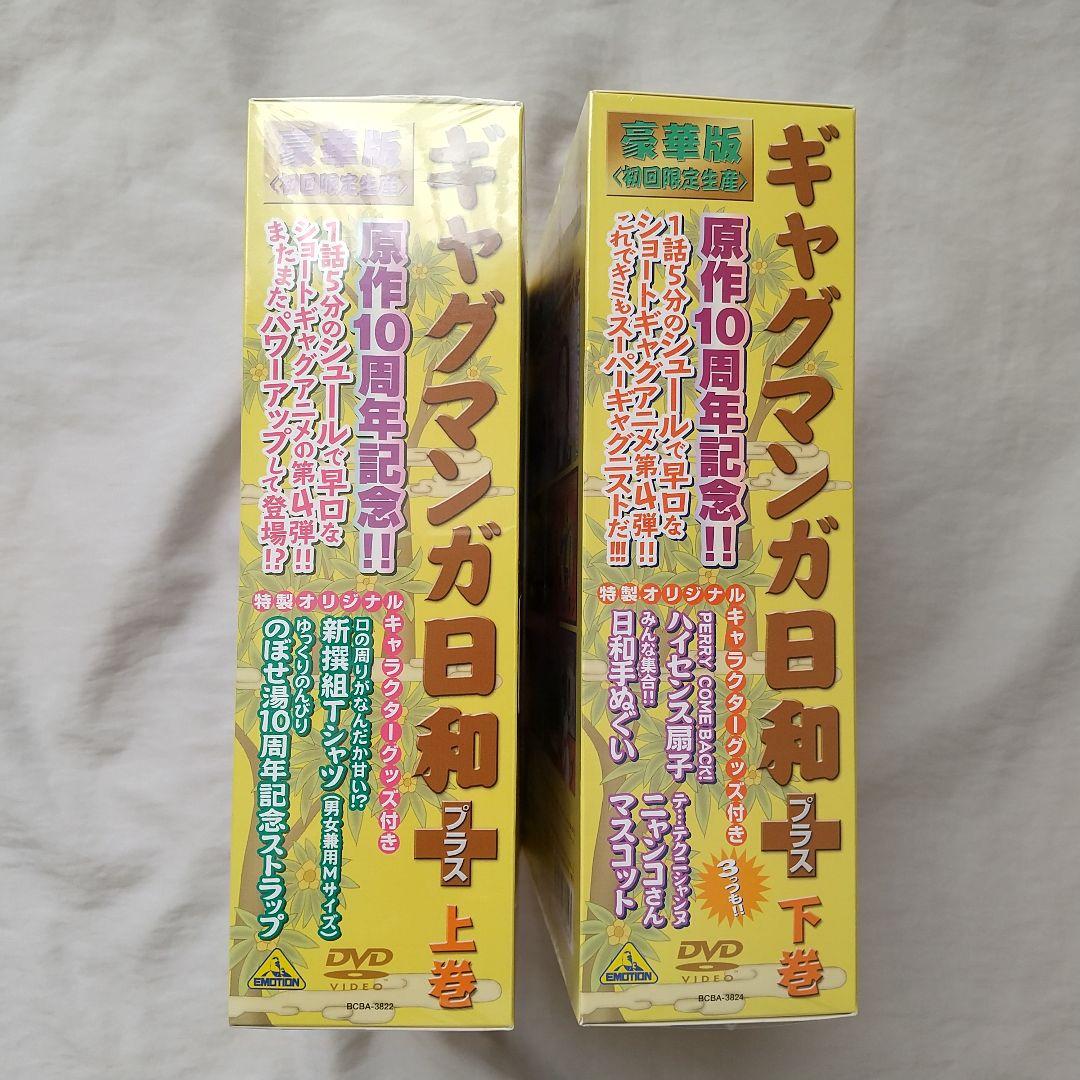 豪華版
〈初回限定生産〉
ギャグマンガ日和
プラス
上巻
原作10周年記念!!
1話5分のシュールで早口な
ショートギャグアニメの第4弾!!
またまたパワーアップして登場!?
特製オリジナル
キャラクターグッズ付き
口の周りがなんだか甘い!?
新撰組Tシャツ(男女兼用Mサイズ)
ゆっくりのんびり
のぼせ湯10周年記念ストラップ
EMOTION
DVD
VIDEO
BCBA-3822
豪華版
〈初回限定生産〉
ギャグマンガ日和
プラス
下巻
原作10周年記念!!
1話5分のシュールで早口な
ショートギャグアニメ第4弾!!
これでキミもスーパーギャグニストだ!!!
特製オリジナル
キャラクターグッズ付き
PERRY COME BACK!
ハイセンス扇子
みんな集合!!
日和手ぬぐい
テ…テクニシャンヌ
ニャンコさん
マスコット
3つも!!
EMOTION
DVD
VIDEO
TM
BCBA-3824